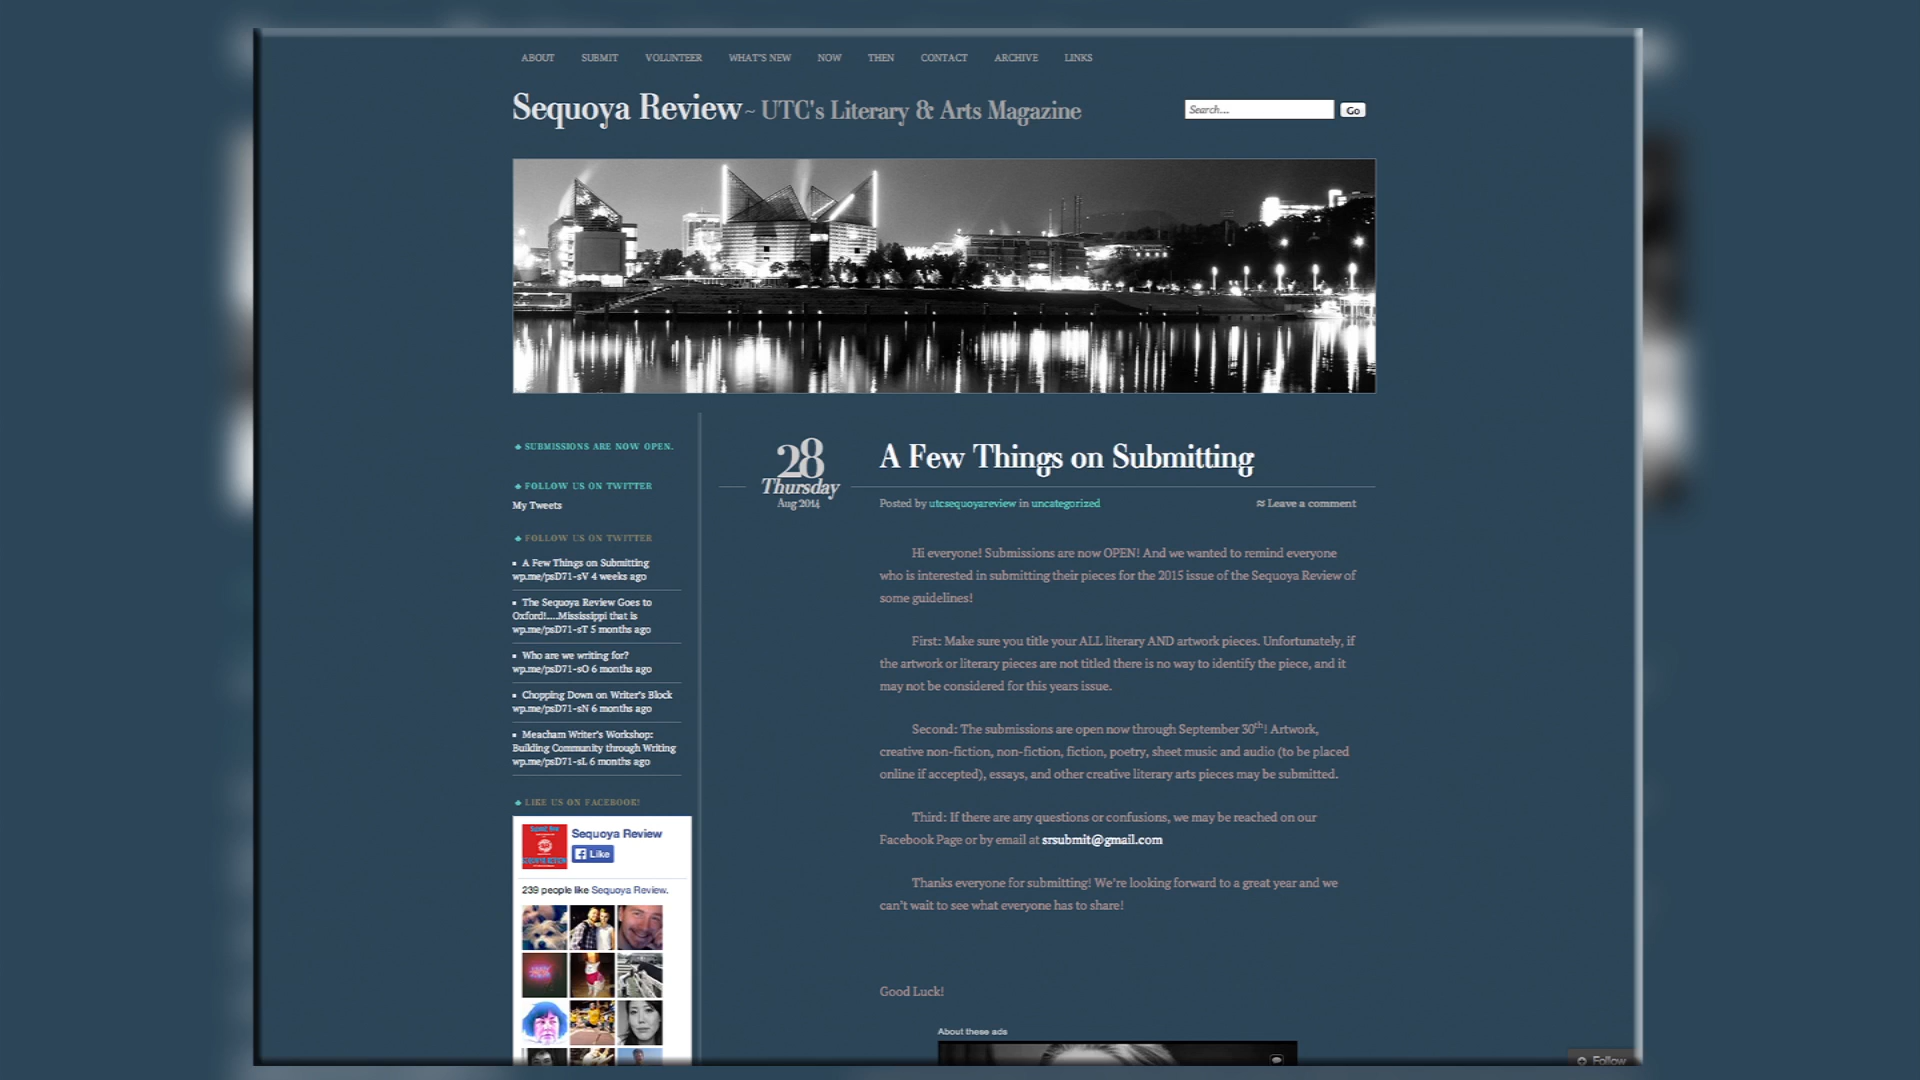 ABOUT SUBMIT VOLUNTEER WHAT'S NEW NOW THEN CONTACT ARCHIVE LINKS
Sequoya Review ~ UTC's Literary & Arts Magazine
Search...
Go
SUBMISSIONS ARE NOW OPEN.
FOLLOW US ON TWITTER
My Tweets
FOLLOW US ON TWITTER
A Few Things on Submitting
wp.me/psD71-sV 4 weeks ago
The Sequoya Review Goes to
Oxford!....Mississippi that is
wp.me/psD71-sT 5 months ago
Who are we writing for?
wp.me/psD71-sO 6 months ago
Chopping Down on Writer's Block
wp.me/psD71-sN 6 months ago
Meacham Writer's Workshop:
Building Community through Writing
wp.me/psD71-sL 6 months ago
LIKE US ON FACEBOOK!
Sequoya Review
Like
239 people like Sequoya Review.
28
Thursday
Aug 2014
A Few Things on Submitting
Posted by utcsequoyareview in uncategorized
≈ Leave a comment
Hi everyone! Submissions are now OPEN! And we wanted to remind everyone
who is interested in submitting their pieces for the 2015 issue of the Sequoya Review of
some guidelines!
First: Make sure you title your ALL literary AND artwork pieces. Unfortunately, if
the artwork or literary pieces are not titled there is no way to identify the piece, and it
may not be considered for this years issue.
Second: The submissions are open now through September 30th! Artwork,
creative non-fiction, non-fiction, fiction, poetry, sheet music and audio (to be placed
online if accepted), essays, and other creative literary arts pieces may be submitted.
Third: If there are any questions or confusions, we may be reached on our
Facebook Page or by email at srsubmit@gmail.com
Thanks everyone for submitting! We're looking forward to a great year and we
can't wait to see what everyone has to share!
Good Luck!
About these ads
Follow